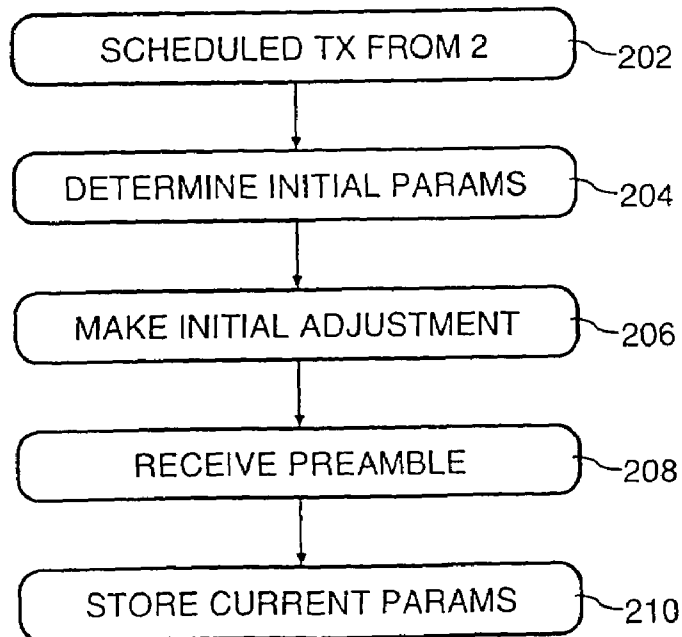 SCHEDULED TX FROM 2
202
DETERMINE INITIAL PARAMS
204
MAKE INITIAL ADJUSTMENT
206
RECEIVE PREAMBLE
208
STORE CURRENT PARAMS
210